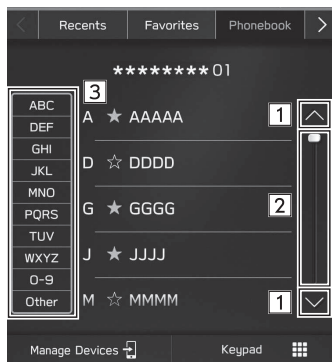 Recents Favorites Phonebook
********01
3
ABC
DEF
GHI
JKL
MNO
PQRS
TUV
WXYZ
0-9
Other
A ★ AAAAA
D ☆ DDDD
G ★ GGGG
J ★ JJJJ
M ☆ MMMM
1
2
1
Manage Devices Keypad